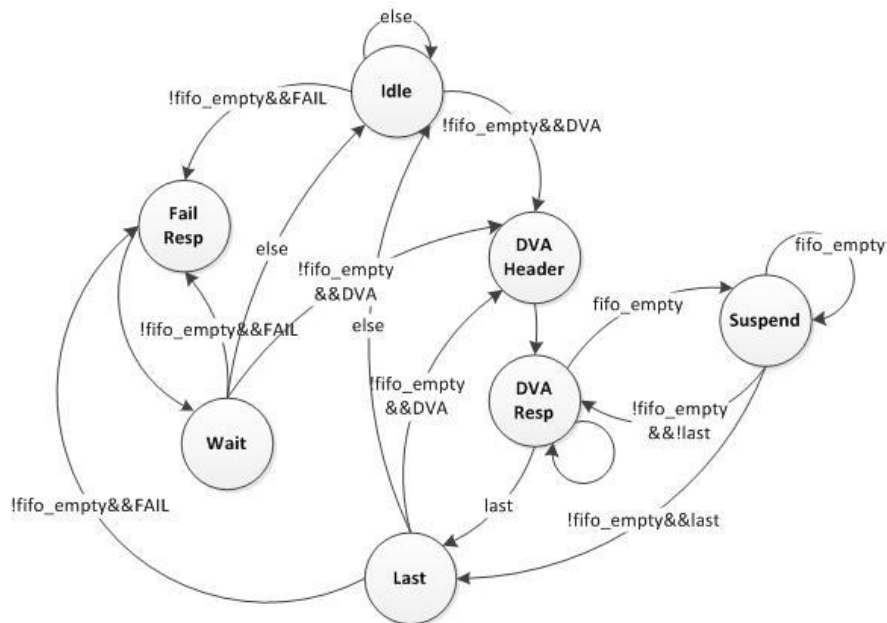 else
Idle
!fifo_empty&&FAIL
!fifo_empty&&DVA
Fail
Resp
DVA
Header
fifo_empty
else
!fifo_empty
&&DVA
fifo_empty
Suspend
!fifo_empty&&FAIL
else
!fifo_empty
&&DVA
DVA
Resp
!fifo_empty
&&!last
Wait
!fifo_empty&&FAIL
last
!fifo_empty&&last
Last